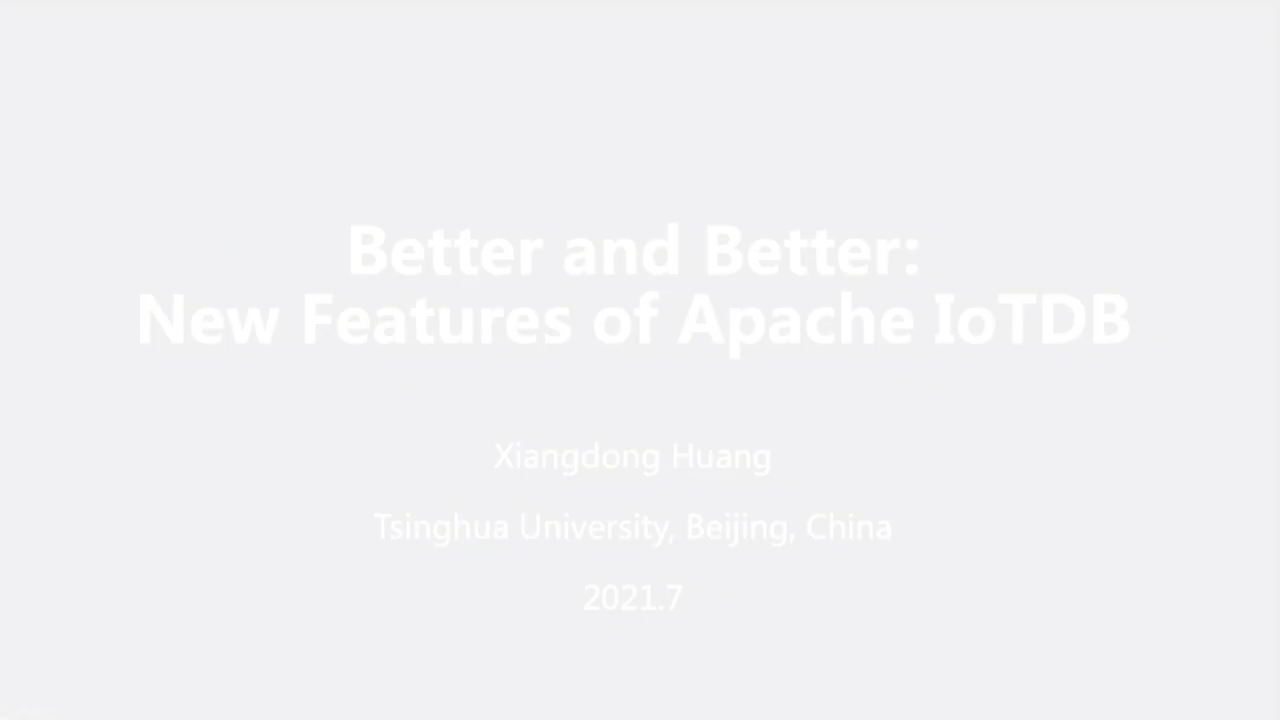 Better and Better:
New Features of Apache IoTDB
Xiangdong Huang
Tsinghua University, Beijing, China
2021.7